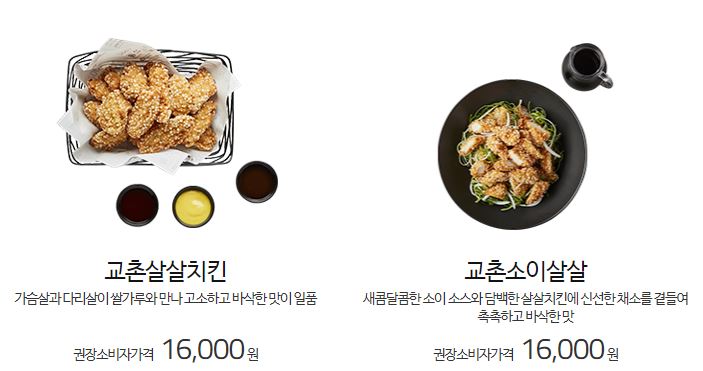 교촌살살치킨
가슴살과 다리살이 쌀가루와 만나 고소하고 바삭한 맛이 일품
권장소비자가격 16,000원
교촌소이살살
새콤달콤한 소이 소스와 담백한 살살치킨에 신선한 채소를 곁들여
촉촉하고 바삭한 맛
권장소비자가격 16,000원